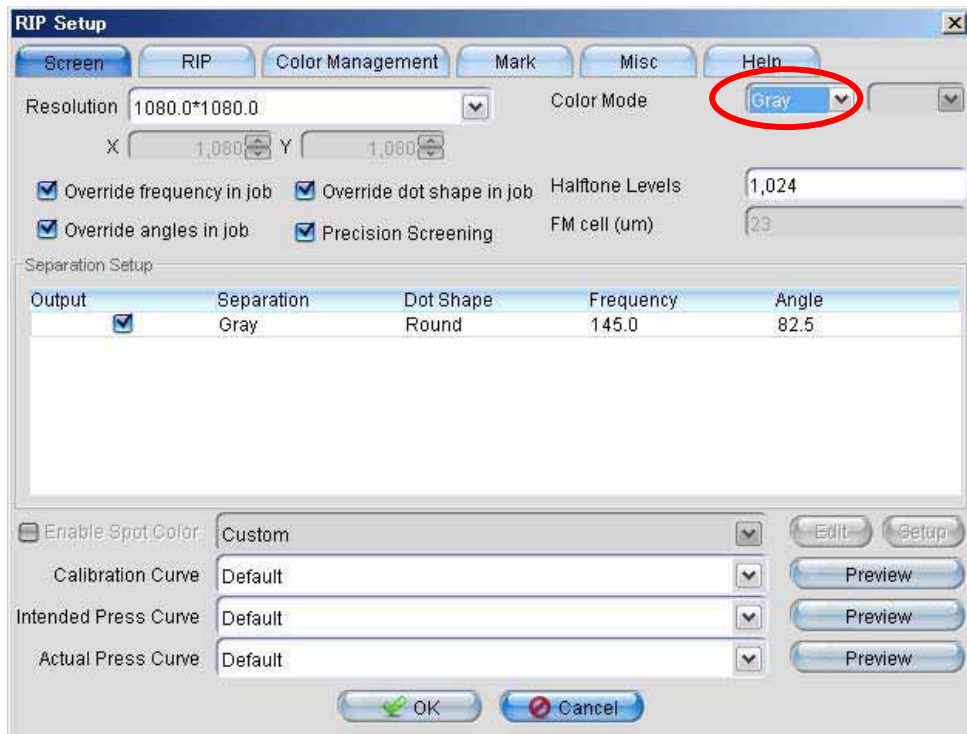 RIP Setup
Screen RIP Color Management Mark Misc Help
Resolution 1080.0*1080.0 Color Mode Gray
X 1,080 Y 1,080
Override frequency in job Override dot shape in job Halftone Levels 1,024
Override angles in job Precision Screening FM cell (um) 23
Separation Setup
Output Separation Dot Shape Frequency Angle
Gray Round 145.0 82.5
Enable Spot Color Custom Edit Setup
Calibration Curve Default Preview
Intended Press Curve Default Preview
Actual Press Curve Default Preview
OK Cancel